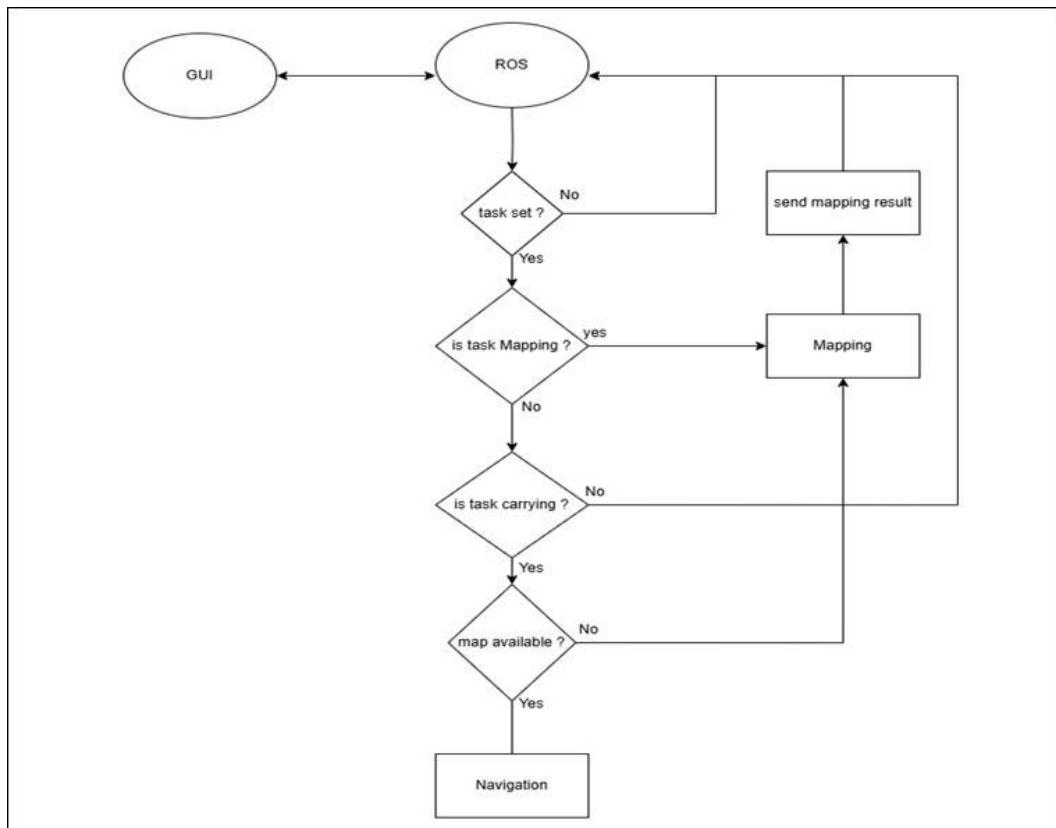 GUI
ROS
task set ?
No
Yes
send mapping result
is task Mapping ?
yes
Mapping
No
is task carrying ?
No
Yes
map available ?
No
Yes
Navigation